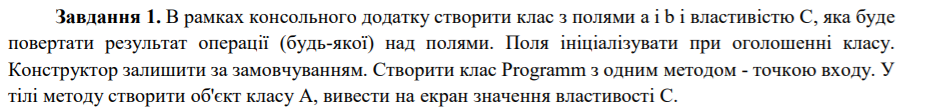 Завдання 1. В рамках консольного додатку створити клас з полями a і b і властивістю С, яка буде
повертати результат операції (будь-якої) над полями. Поля ініціалізувати при оголошенні класу.
Конструктор залишити за замовчуванням. Створити клас Programm з одним методом - точкою входу. У
тілі методу створити об'єкт класу А, вивести на екран значення властивості С.